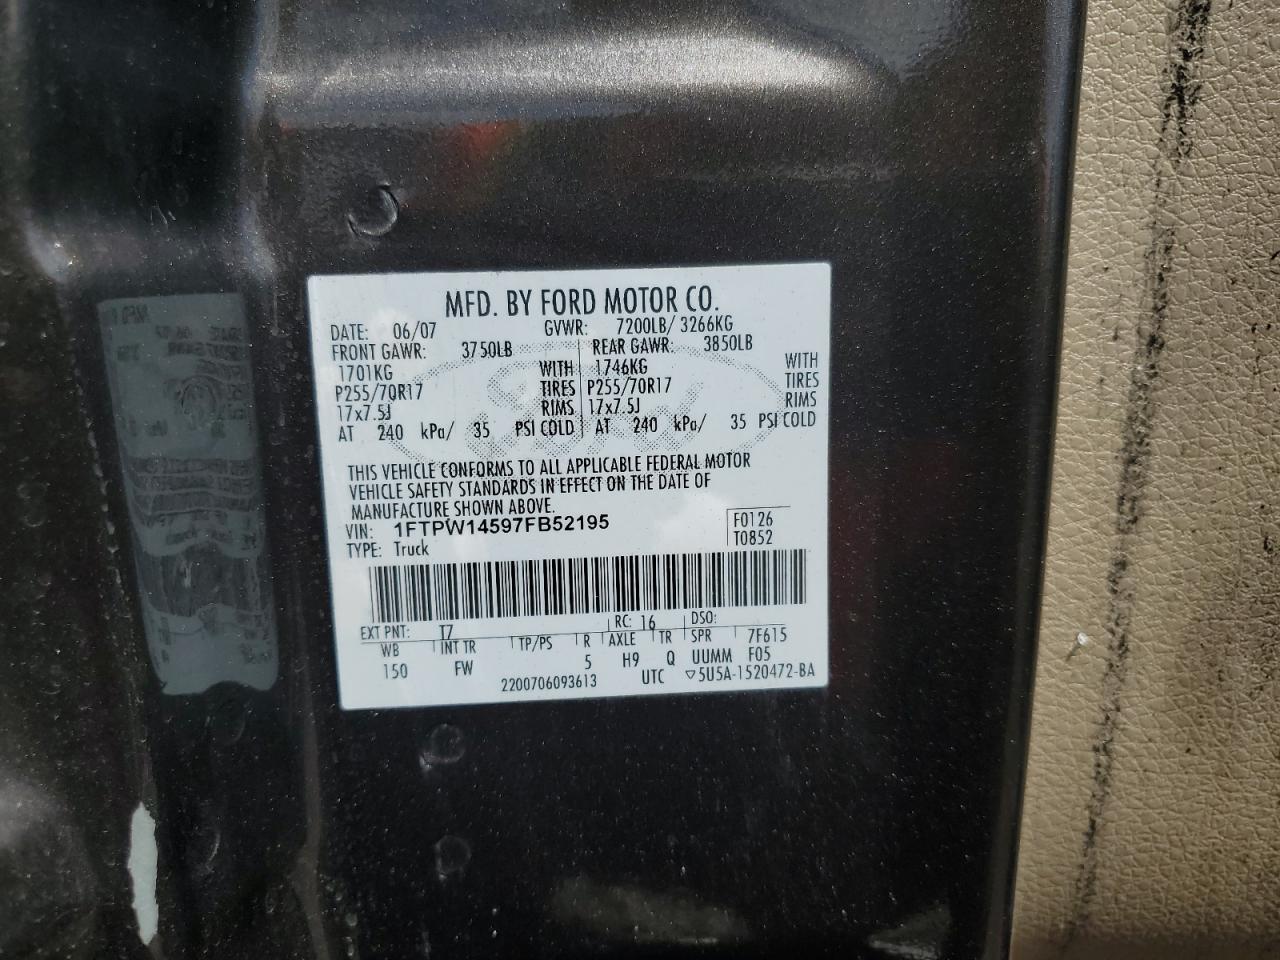 MFD. BY FORD MOTOR CO.
DATE: 06/07 GVWR: 7200LB/ 3266KG
FRONT GAWR: 3750LB REAR GAWR: 3850LB
1701KG WITH 1746KG WITH
P255/70R17 TIRES P255/70R17 TIRES
17x7.5J RIMS 17x7.5J RIMS
AT 240 kPa/ 35 PSI COLD AT 240 kPa/ 35 PSI COLD
THIS VEHICLE CONFORMS TO ALL APPLICABLE FEDERAL MOTOR
VEHICLE SAFETY STANDARDS IN EFFECT ON THE DATE OF
MANUFACTURE SHOWN ABOVE.
VIN: 1FTPW14597FB52195 F0126
TYPE: Truck T0852
EXT PNT: T7 RC: 16 DSO:
WB INT TR TP/PS R AXLE TR SPR 7F615
150 FW 5 H9 Q UUMM F05
2200706093613 UTC ▽5U5A-1520472-BA